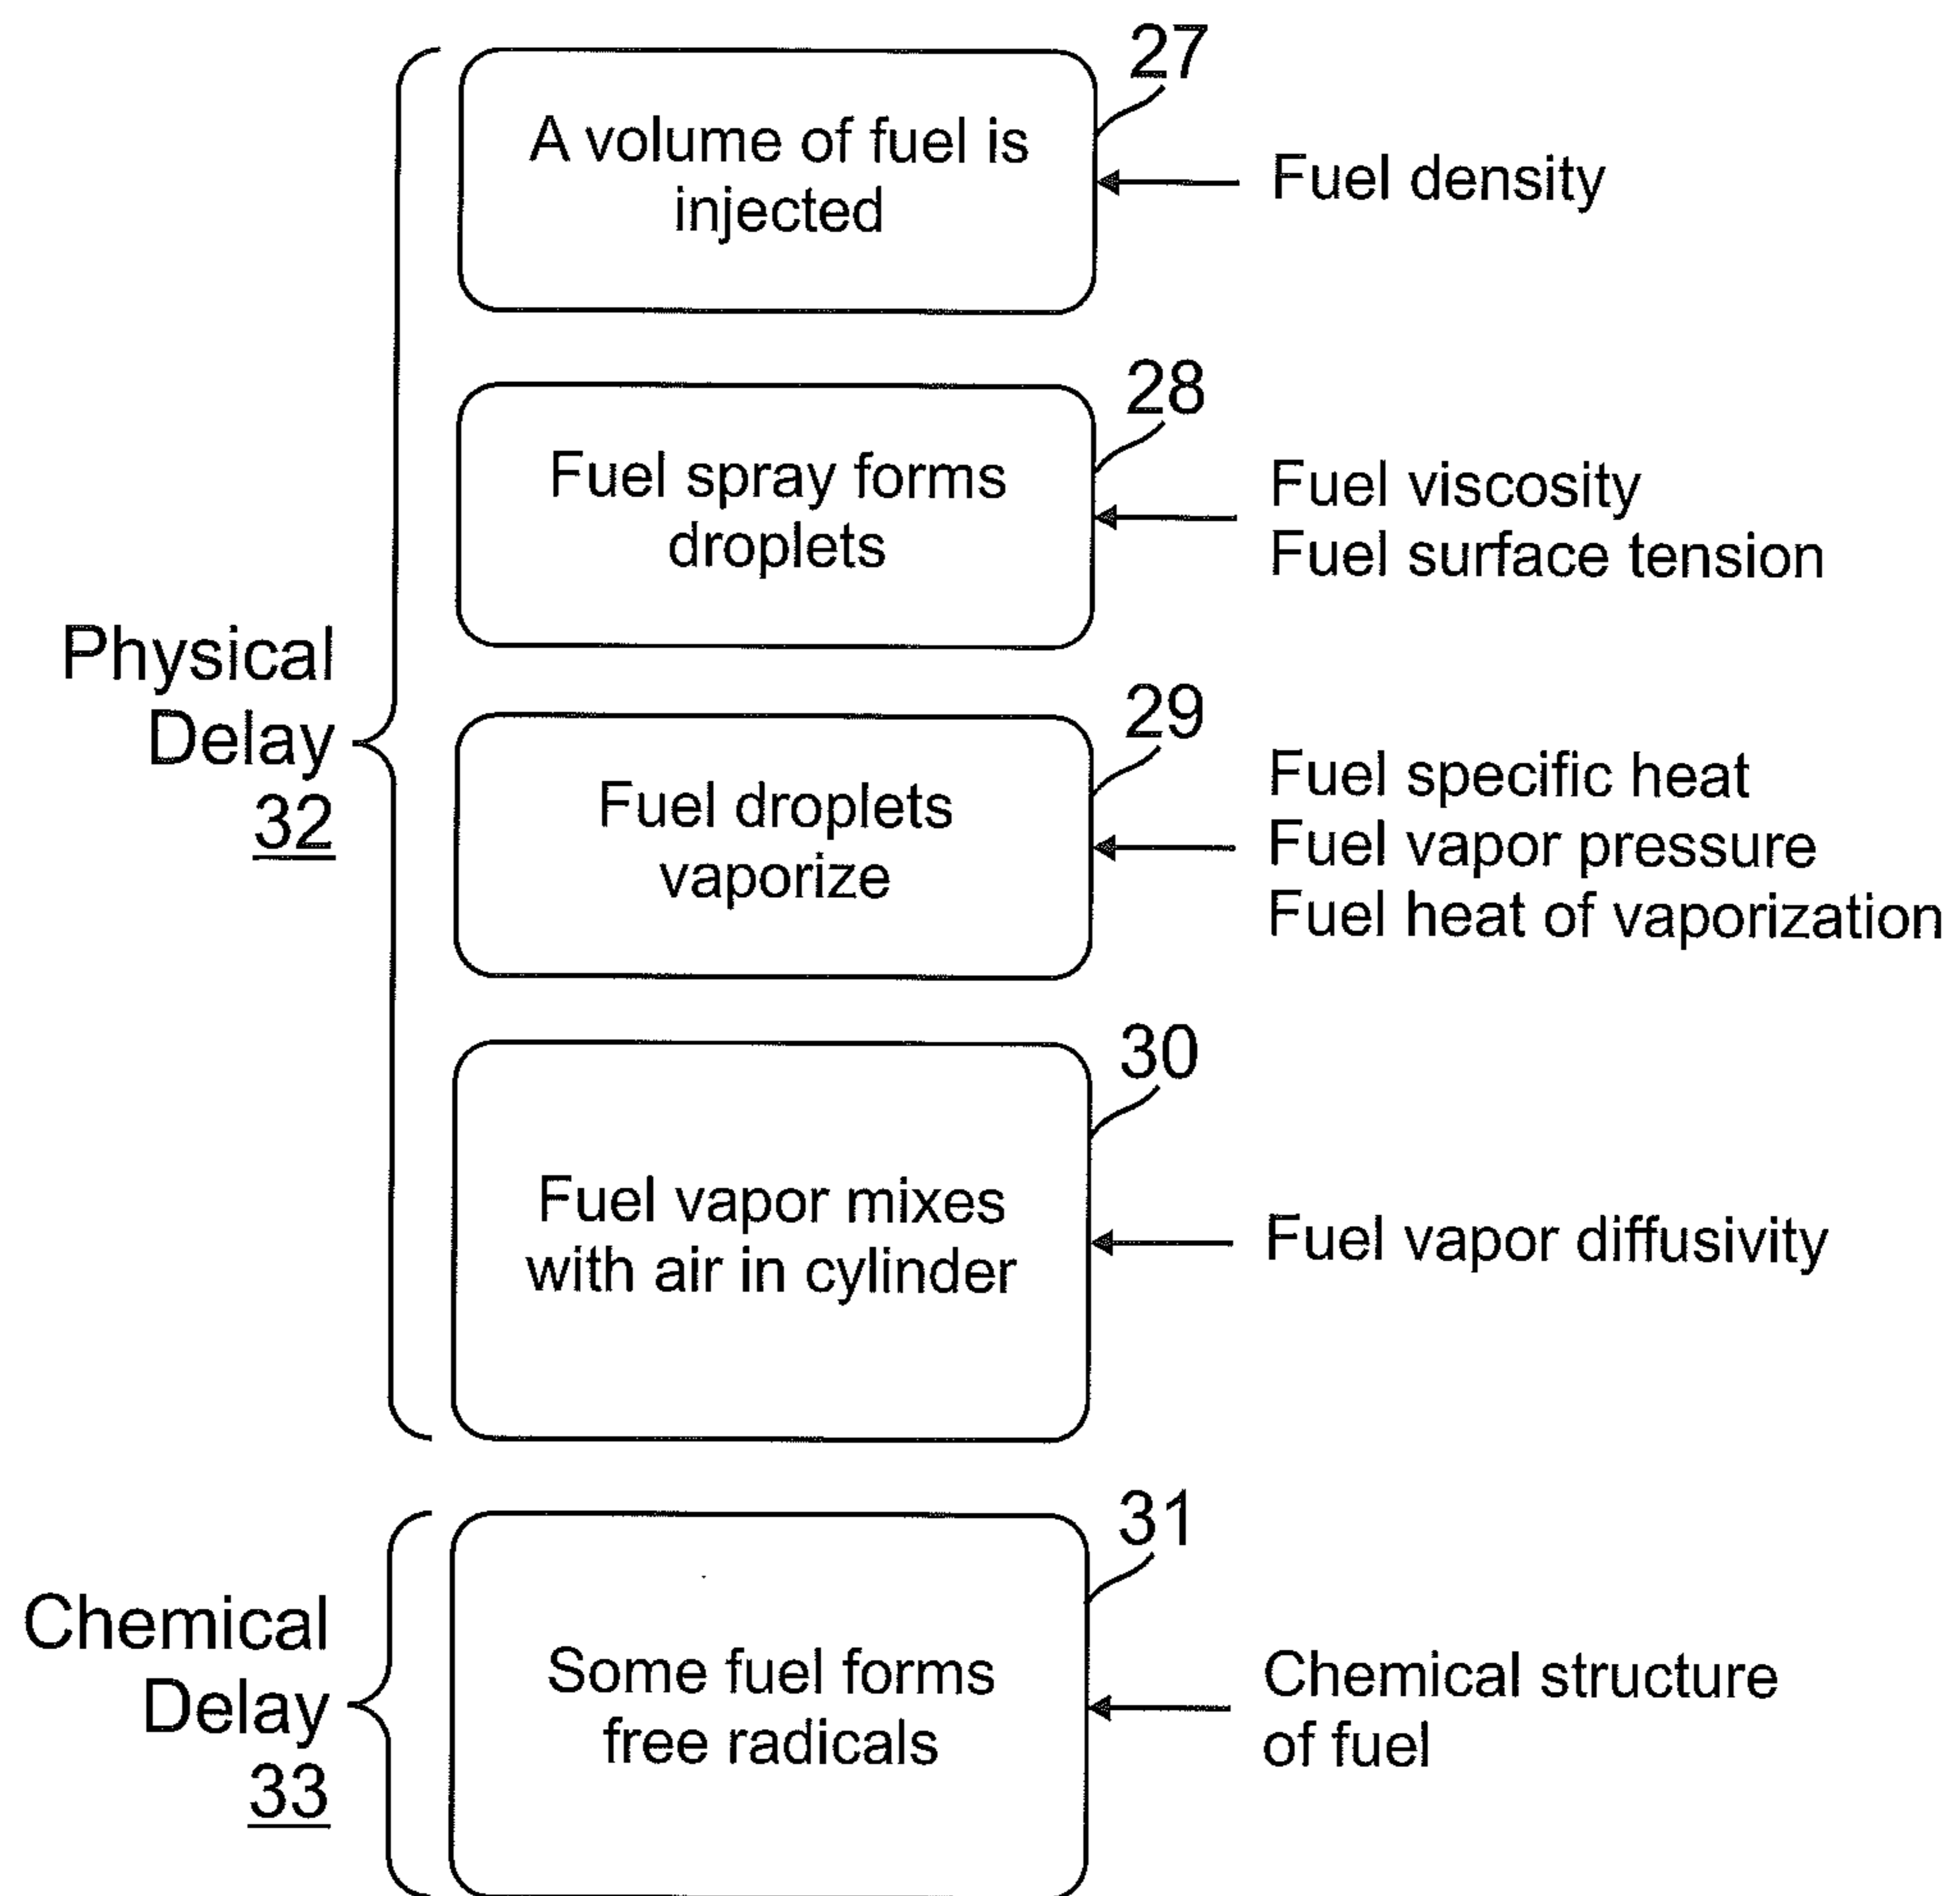 27
A volume of fuel is
injected
Fuel density
28
Fuel spray forms
droplets
Fuel viscosity
Fuel surface tension
Physical
Delay
32
29
Fuel droplets
vaporize
Fuel specific heat
Fuel vapor pressure
Fuel heat of vaporization
30
Fuel vapor mixes
with air in cylinder
Fuel vapor diffusivity
31
Chemical
Delay
33
Some fuel forms
free radicals
Chemical structure
of fuel